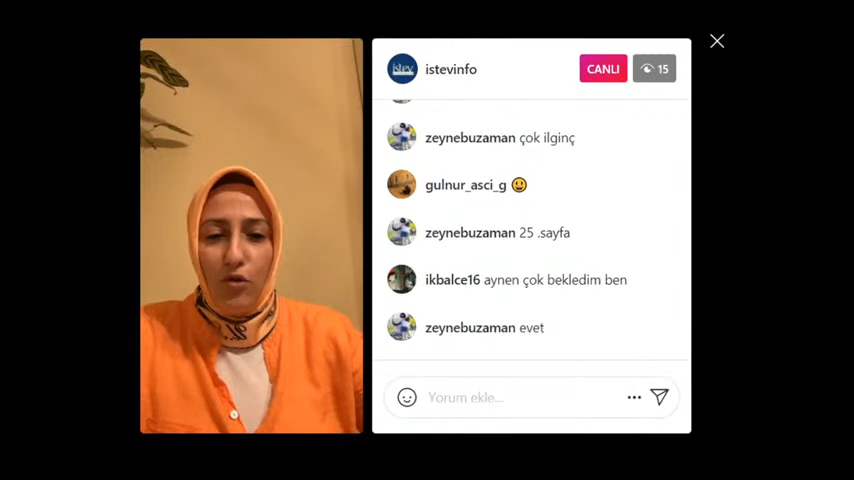 istev
istevinfo
CANLI
15
zeynebuzaman çok ilginç
gulnur_asci_g 😃
zeynebuzaman 25 .sayfa
ikbalce16 aynen çok bekledim ben
zeynebuzaman evet
Yorum ekle...